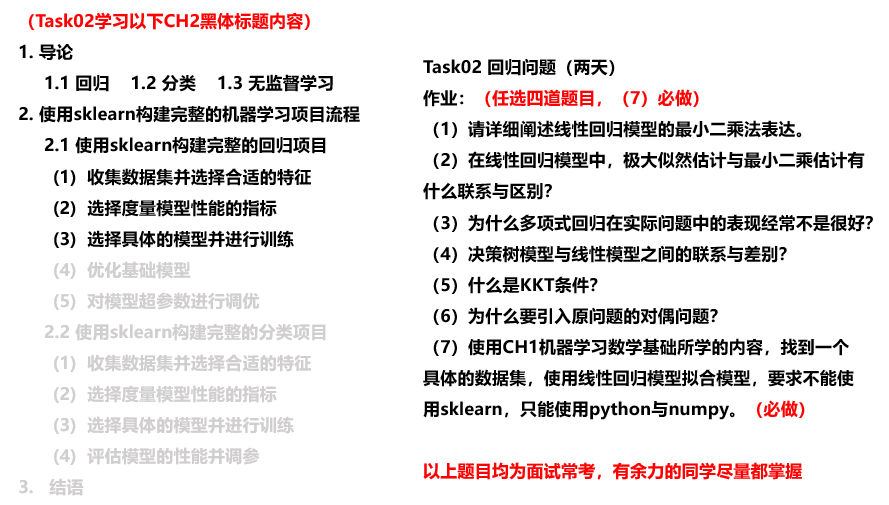 （Task02学习以下CH2黑体标题内容）
1. 导论
1.1 回归 1.2 分类 1.3 无监督学习
2. 使用sklearn构建完整的机器学习项目流程
2.1 使用sklearn构建完整的回归项目
（1）收集数据集并选择合适的特征
（2）选择度量模型性能的指标
（3）选择具体的模型并进行训练
（4）优化基础模型
（5）对模型超参数进行调优
2.2 使用sklearn构建完整的分类项目
（1）收集数据集并选择合适的特征
（2）选择度量模型性能的指标
（3）选择具体的模型并进行训练
（4）评估模型的性能并调参
3. 结语
Task02 回归问题（两天）
作业：（任选四道题目，（7）必做）
（1）请详细阐述线性回归模型的最小二乘法表达。
（2）在线性回归模型中，极大似然估计与最小二乘估计有
什么联系与区别？
（3）为什么多项式回归在实际问题中的表现经常不是很好？
（4）决策树模型与线性模型之间的联系与差别？
（5）什么是KKT条件？
（6）为什么要引入原问题的对偶问题？
（7）使用CH1机器学习数学基础所学的内容，找到一个
具体的数据集，使用线性回归模型拟合模型，要求不能使
用sklearn，只能使用python与numpy。（必做）
以上题目均为面试常考，有余力的同学尽量都掌握